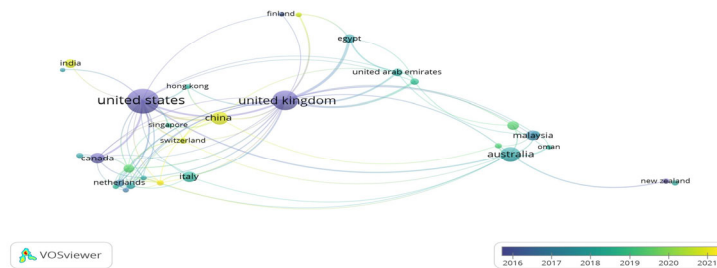 finland
egypt
india
united arab emirates
hong kong
united states
united kingdom
china
singapore
malaysia
switzerland
oman
australia
canada
italy
netherlands
new zealand
VOSviewer
2016 2017 2018 2019 2020 2021